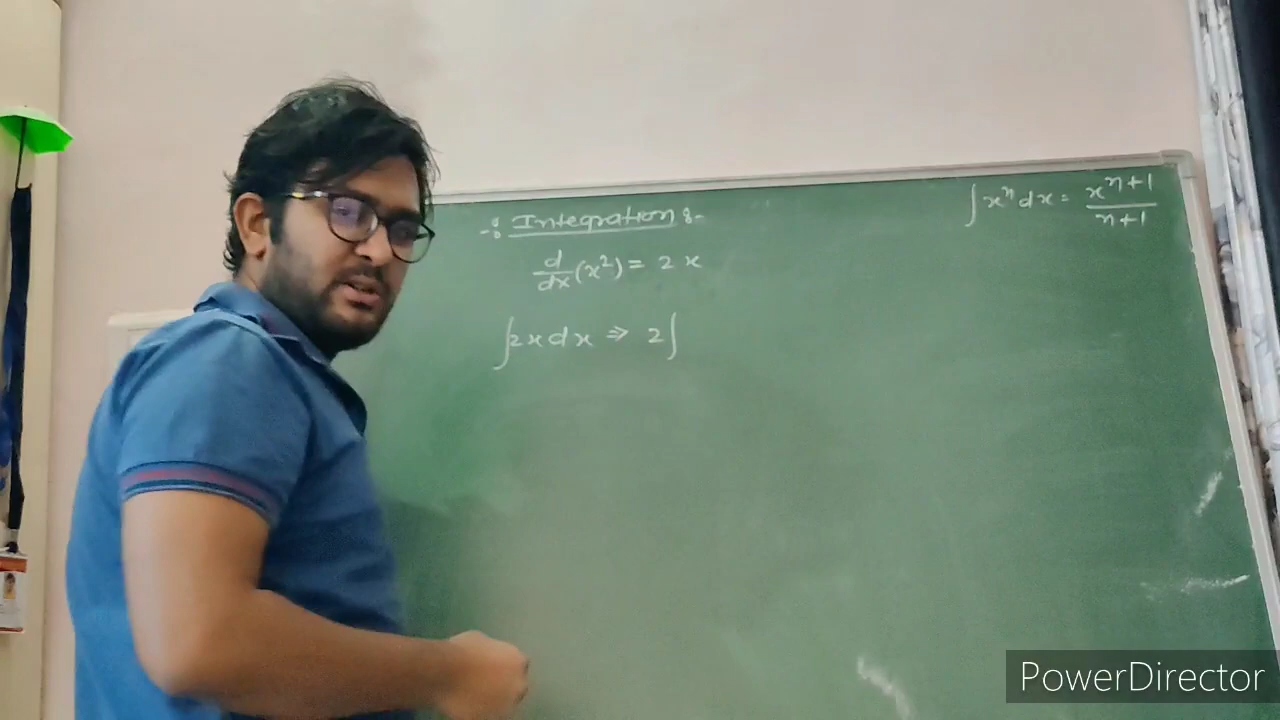 -: Integration :-
d/dx (x²) = 2x
∫2x dx ⇒ 2∫
∫xⁿ dx = xⁿ⁺¹/n+1
PowerDirector